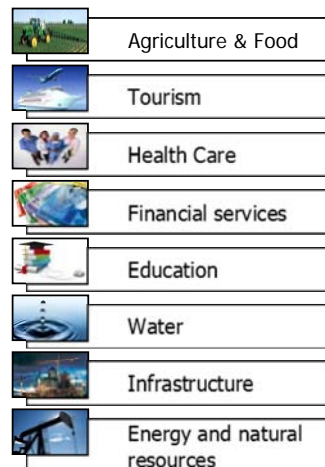 Agriculture & Food
Tourism
Health Care
Financial services
Education
Water
Infrastructure
Energy and natural
resources